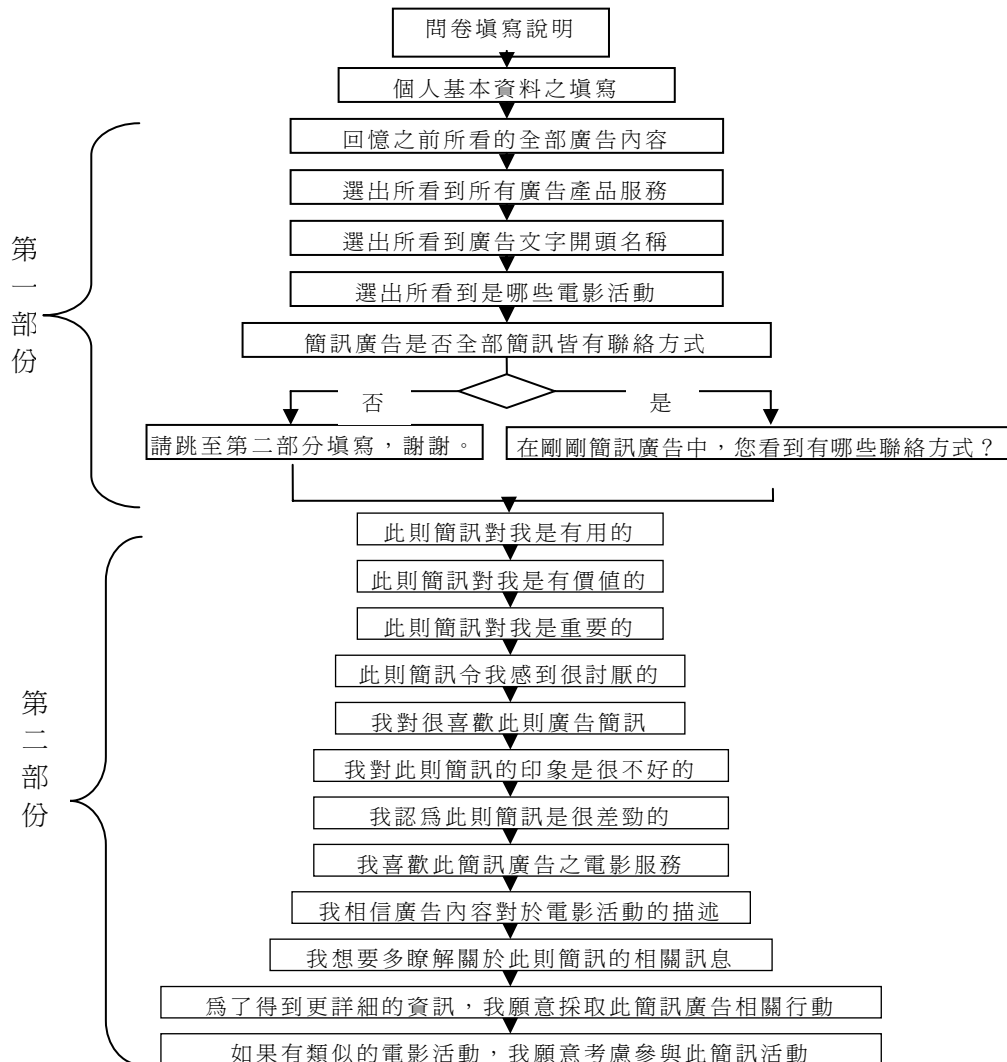 問卷填寫說明
個人基本資料之填寫
回憶之前所看的全部廣告內容
選出所看到所有廣告產品服務
選出所看到廣告文字開頭名稱
選出所看到是哪些電影活動
簡訊廣告是否全部簡訊皆有聯絡方式
否
是
請跳至第二部分填寫，謝謝。
在剛剛簡訊廣告中，您看到有哪些聯絡方式？
第一部份
此則簡訊對我是有用的
此則簡訊對我是有價值的
此則簡訊對我是重要的
此則簡訊令我感到很討厭的
我對很喜歡此則廣告簡訊
我對此則簡訊的印象是很不好的
我認為此則簡訊是很差勁的
我喜歡此簡訊廣告之電影服務
我相信廣告內容對於電影活動的描述
我想要多瞭解關於此則簡訊的相關訊息
為了得到更詳細的資訊，我願意採取此簡訊廣告相關行動
如果有類似的電影活動，我願意考慮參與此簡訊活動
第二部份